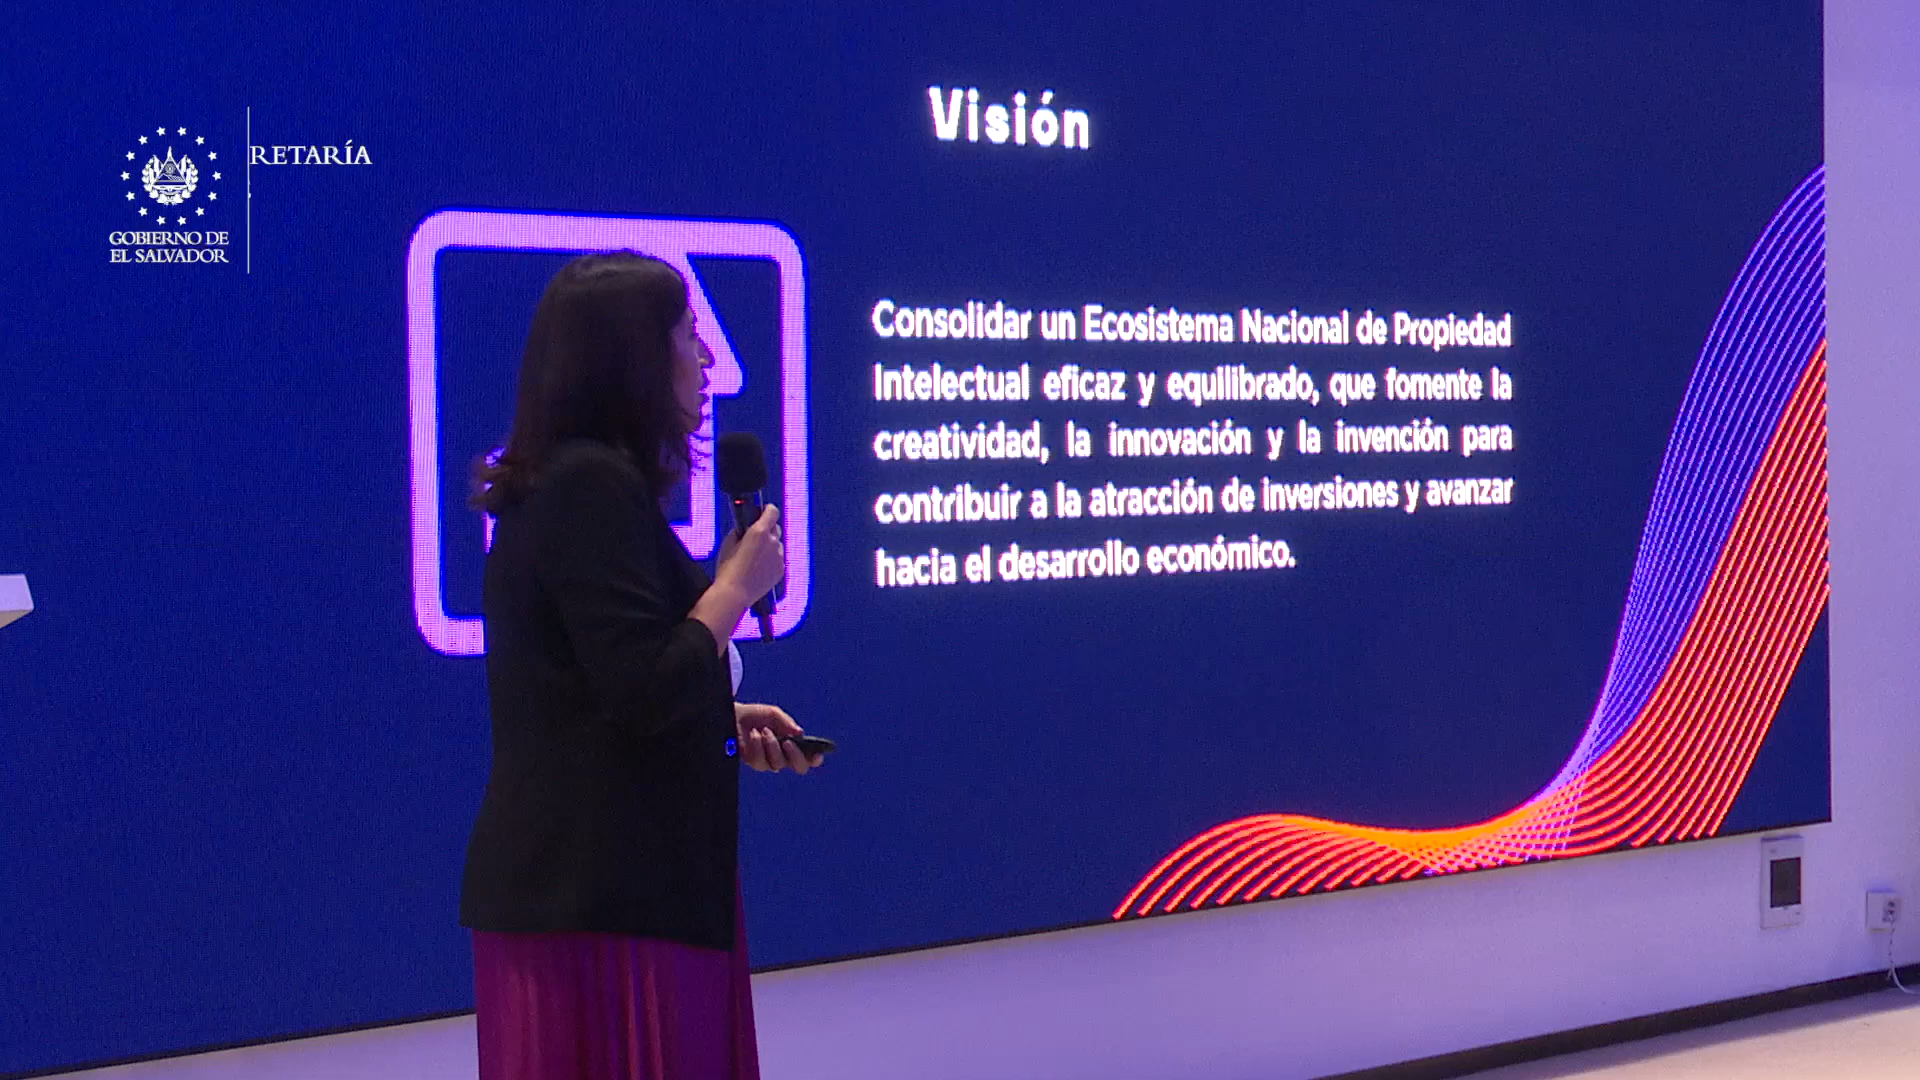 Visión
RETARÍA
GOBIERNO DE
EL SALVADOR
Consolidar un Ecosistema Nacional de Propiedad
Intelectual eficaz y equilibrado, que fomente la
creatividad, la innovación y la invención para
contribuir a la atracción de inversiones y avanzar
hacia el desarrollo económico.